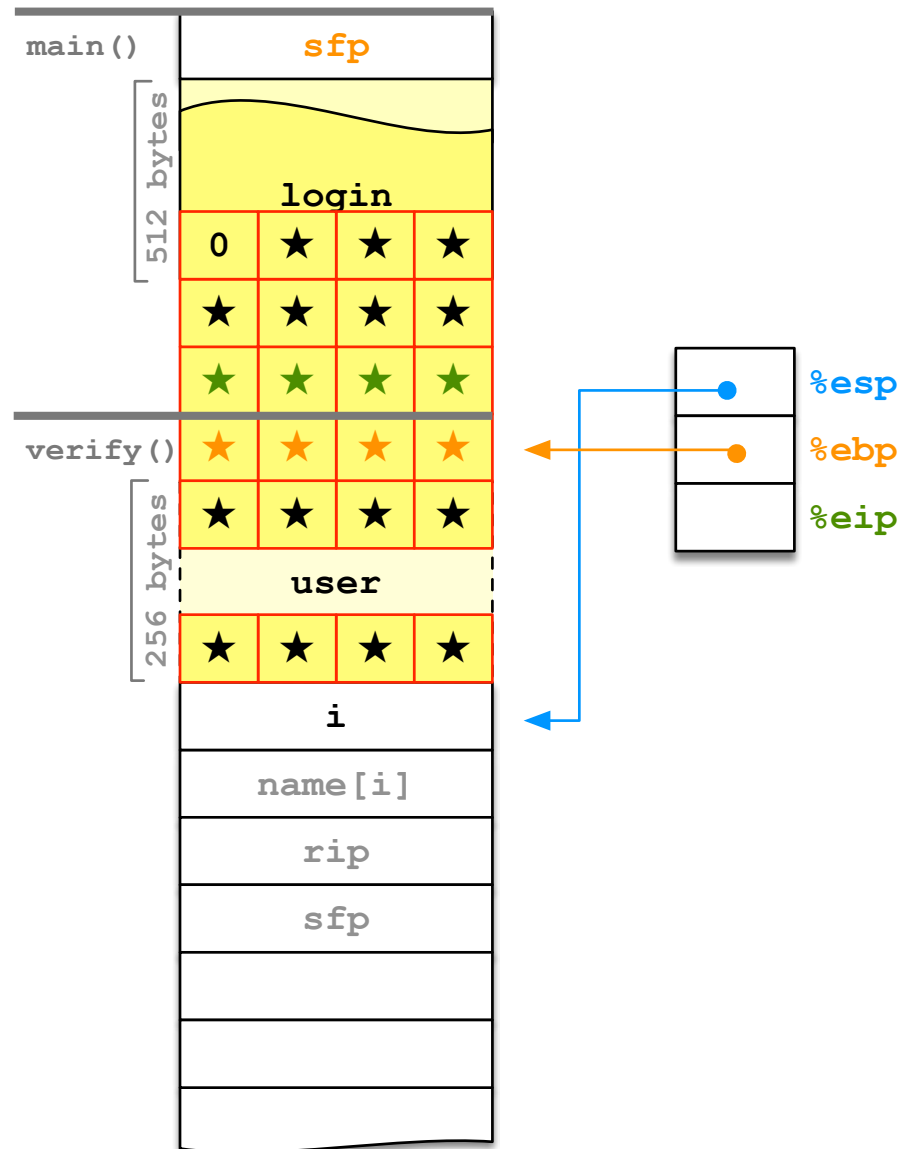 main()
sfp
512 bytes
login
0 ★ ★ ★
★ ★ ★ ★
★ ★ ★ ★
%esp
verify()
★ ★ ★ ★
%ebp
★ ★ ★ ★
%eip
256 bytes
user
★ ★ ★ ★
i
name[i]
rip
sfp